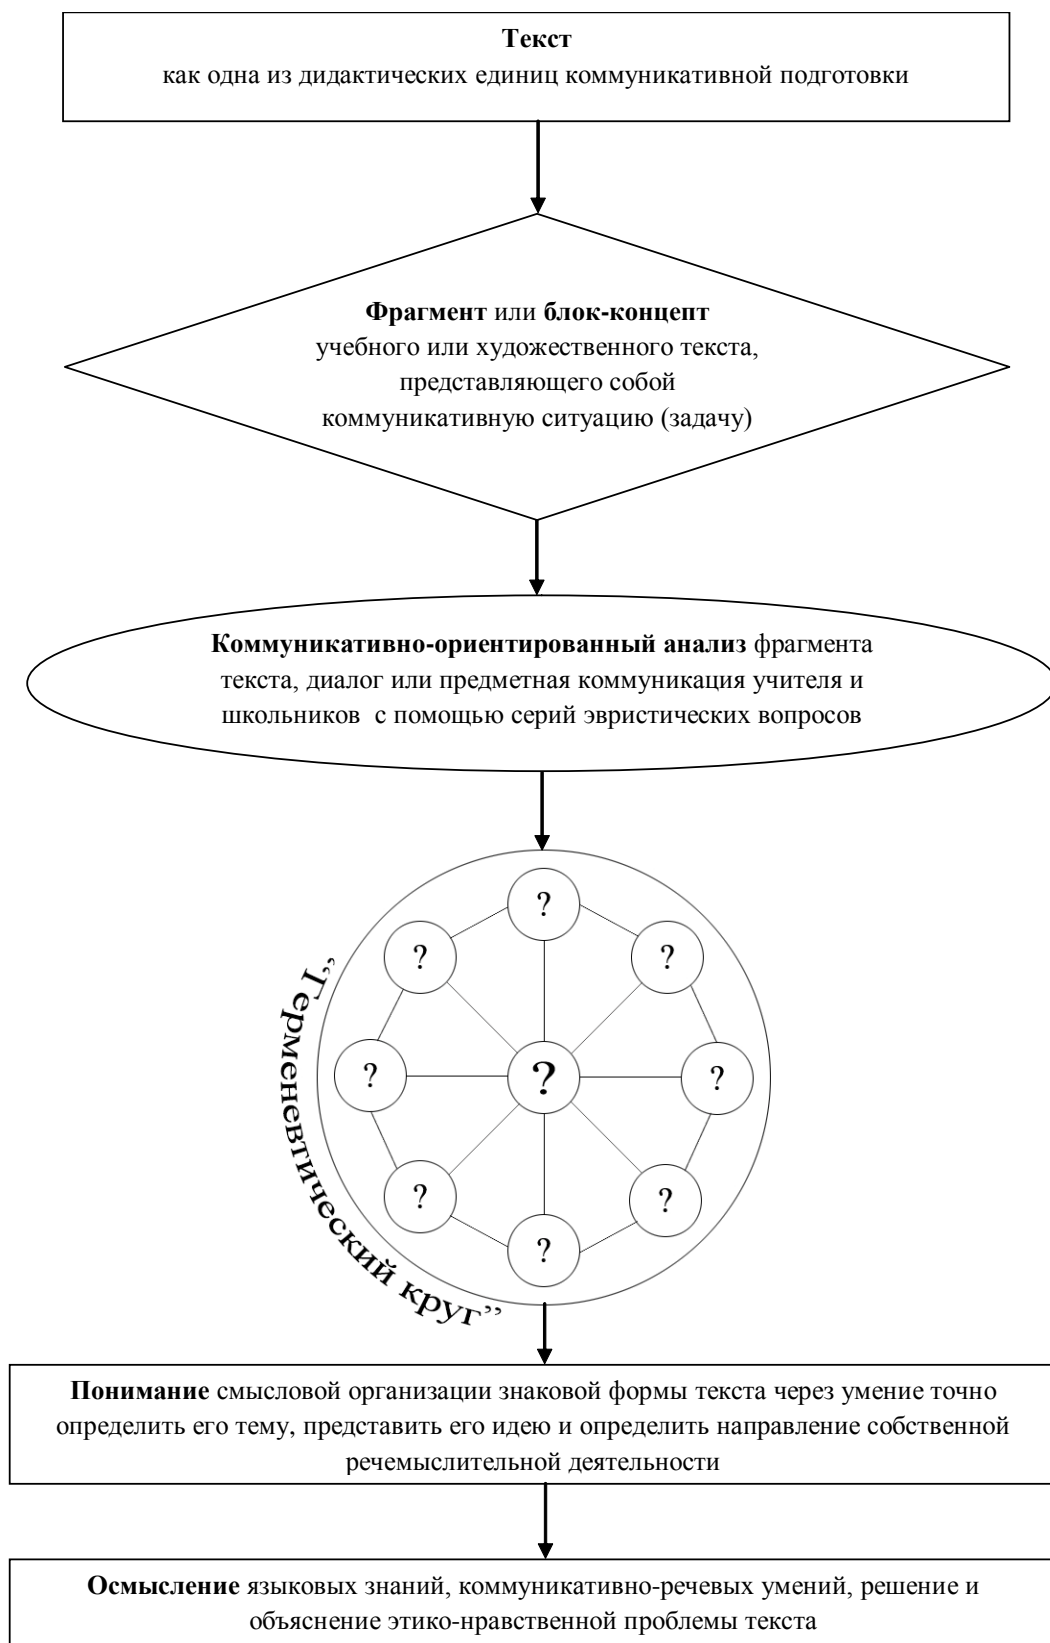 Текст
как одна из дидактических единиц коммуникативной подготовки
Фрагмент или блок-концепт
учебного или художественного текста,
представляющего собой
коммуникативную ситуацию (задачу)
Коммуникативно-ориентированный анализ фрагмента
текста, диалог или предметная коммуникация учителя и
школьников с помощью серий эвристических вопросов
?
? ?
? ? ?
? ?
?
“Герменевтический круг”
Понимание смысловой организации знаковой формы текста через умение точно
определить его тему, представить его идею и определить направление собственной
речемыслительной деятельности
Осмысление языковых знаний, коммуникативно-речевых умений, решение и
объяснение этико-нравственной проблемы текста